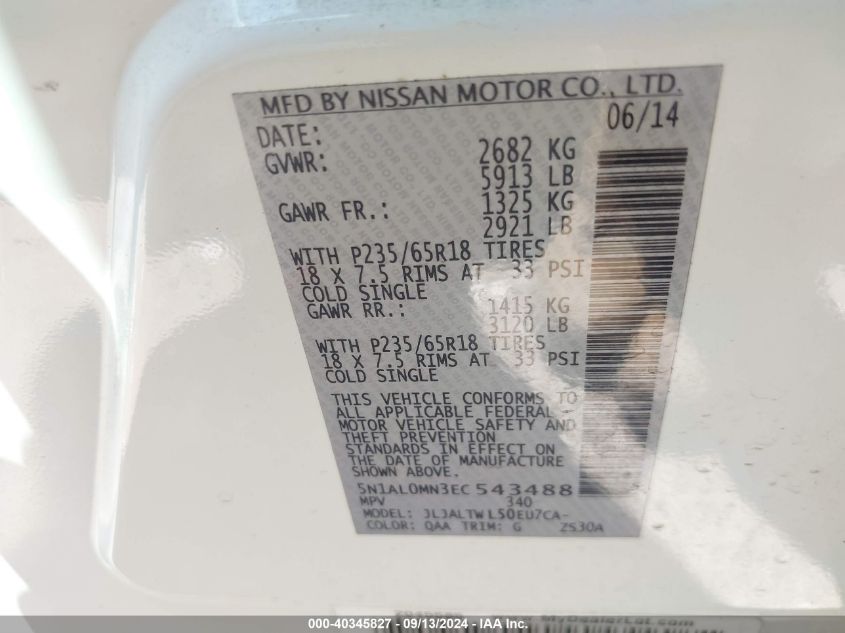 MFD BY NISSAN MOTOR CO., LTD.
DATE: 06/14
GVWR: 2682 KG
5913 LB
GAWR FR.: 1325 KG
2921 LB
WITH P235/65R18 TIRES
18 X 7.5 RIMS AT 33 PSI
COLD SINGLE
GAWR RR.: 1415 KG
3120 LB
WITH P235/65R18 TIRES
18 X 7.5 RIMS AT 33 PSI
COLD SINGLE
THIS VEHICLE CONFORMS TO
ALL APPLICABLE FEDERAL
MOTOR VEHICLE SAFETY AND
THEFT PREVENTION
STANDARDS IN EFFECT ON
THE DATE OF MANUFACTURE
SHOWN ABOVE.
5N1AL0MN3EC543488
MPV 340
MODEL: JLJALTWL50EU7CA-
COLOR: QAA TRIM: G ZS30A
MyDealerLot.com
000-40345827 - 09/13/2024 - IAA Inc.